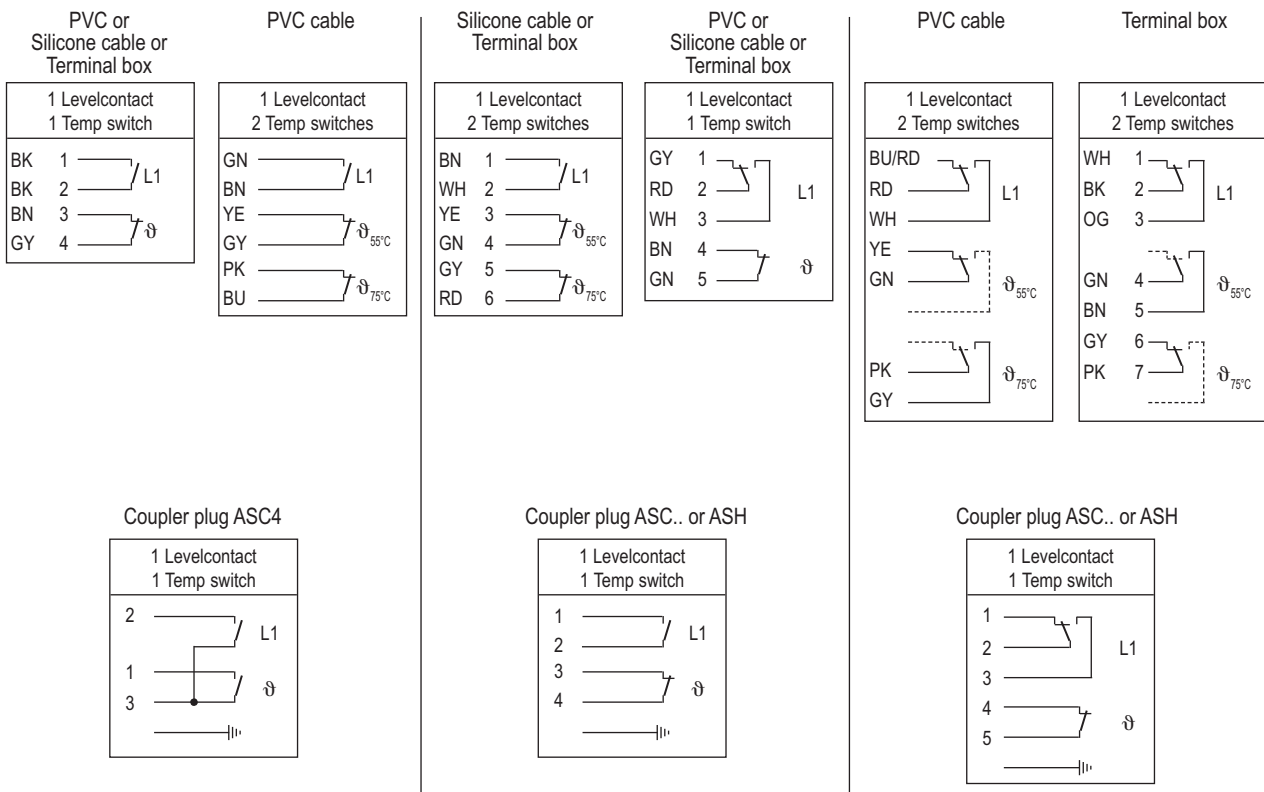 PVC or
Silicone cable or
Terminal box
1 Levelcontact
1 Temp switch
BK 1
BK 2
L1
BN 3
GY 4
ϑ
PVC cable
1 Levelcontact
2 Temp switches
GN
BN
L1
YE
GY
ϑ55°C
PK
BU
ϑ75°C
Silicone cable or
Terminal box
1 Levelcontact
2 Temp switches
BN 1
WH 2
L1
YE 3
GN 4
ϑ55°C
GY 5
RD 6
ϑ75°C
PVC or
Silicone cable or
Terminal box
1 Levelcontact
1 Temp switch
GY 1
RD 2
WH 3
L1
BN 4
GN 5
ϑ
PVC cable
1 Levelcontact
2 Temp switches
BU/RD
RD
WH
L1
YE
GN
ϑ55°C
PK
GY
ϑ75°C
Terminal box
1 Levelcontact
2 Temp switches
WH 1
BK 2
OG 3
L1
GN 4
BN 5
ϑ55°C
GY 6
PK 7
ϑ75°C
Coupler plug ASC4
1 Levelcontact
1 Temp switch
2
L1
1
3
ϑ
Coupler plug ASC.. or ASH
1 Levelcontact
1 Temp switch
1
2
L1
3
4
ϑ
Coupler plug ASC.. or ASH
1 Levelcontact
1 Temp switch
1
2
3
L1
4
5
ϑ